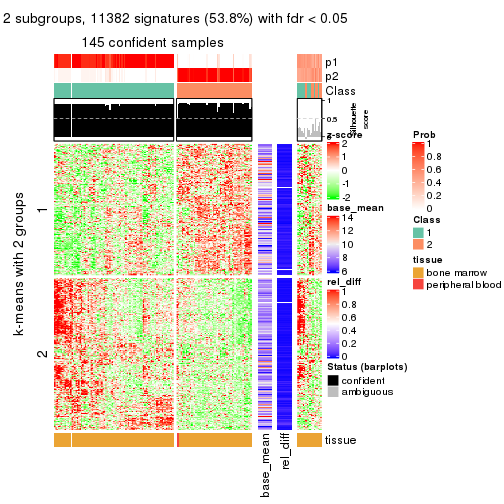 2 subgroups, 11382 signatures (53.8%) with fdr < 0.05
145 confident samples
p1
p2
Class
1
0.5
0
Silhouette
score
k-means with 2 groups
1
2
z-score
2
1
0
-1
-2
base_mean
14
12
10
8
6
rel_diff
1
0.8
0.6
0.4
0.2
0
Status (barplots)
confident
ambiguous
Prob
1
0.8
0.6
0.4
0.2
0
Class
1
2
tissue
bone marrow
peripheral blood
tissue
base_mean
rel_diff